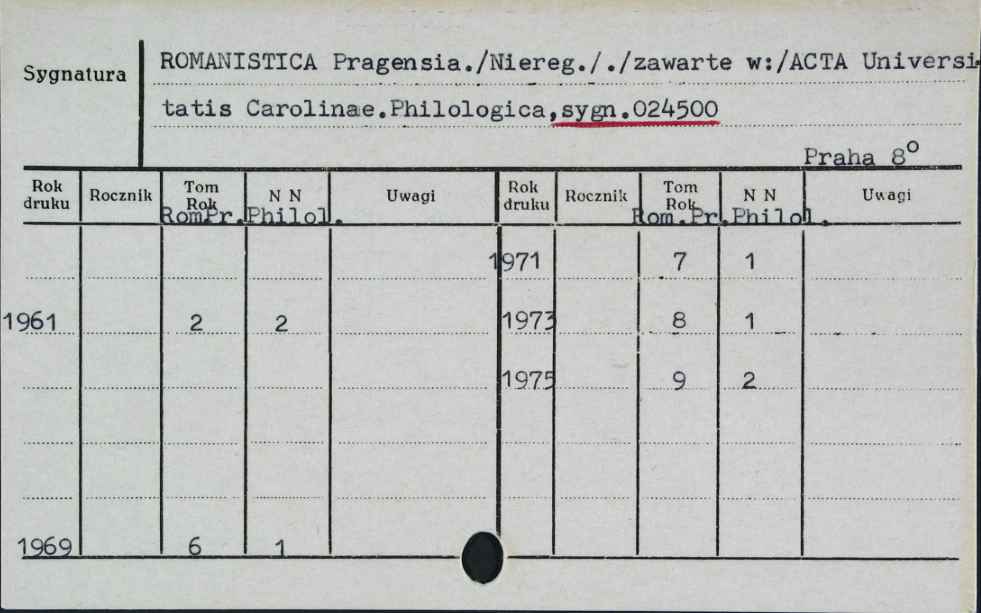 Sygnatura
ROMANISTICA Pragensia./Niereg./ ./zawarte w:/ACTA Universi-
tatis Carolinae.Philologica,sygn.024500
Praha 8°
Rok druku Rocznik Tom Rok N N Uwagi Rok druku Rocznik Tom Rok N N Uwagi
RomPr. Philol. Rom.Pr. Philol.
1971 7 1
1961 2 2 1973 8 1
1975 9 2
1969 6 1